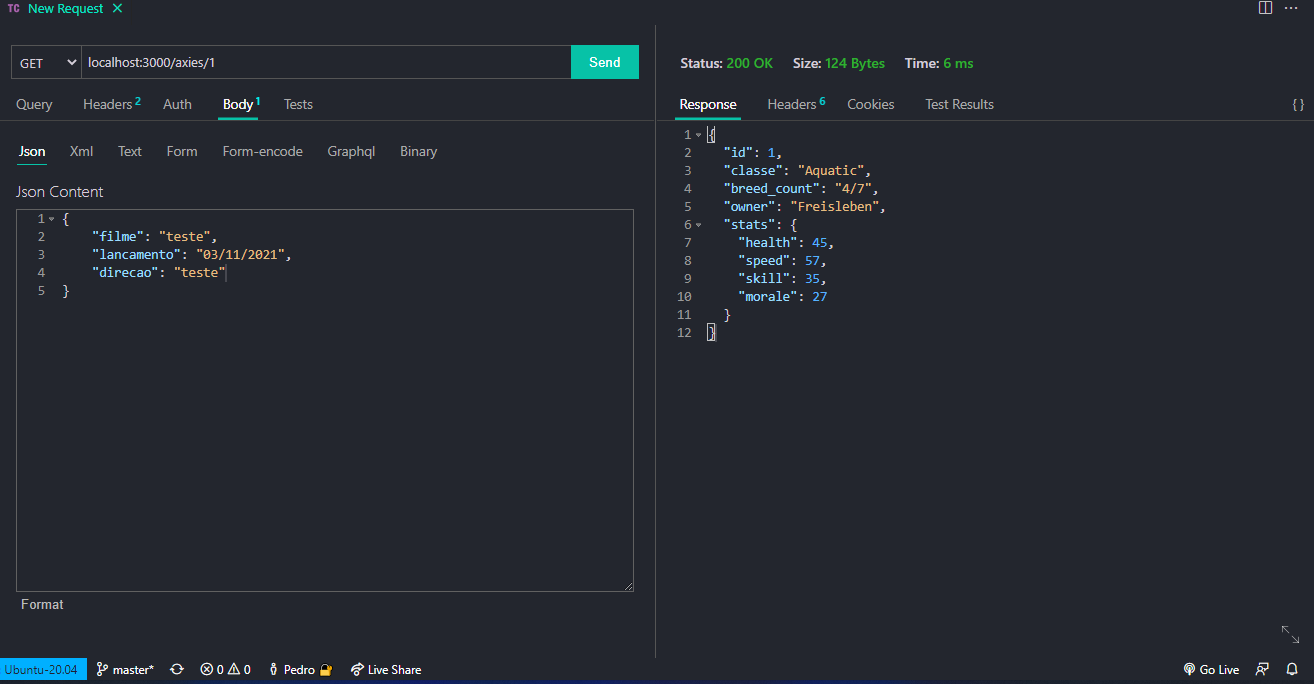 TC New Request
GET localhost:3000/axies/1 Send
Query Headers 2 Auth Body 1 Tests
Json Xml Text Form Form-encode Graphql Binary
Json Content
1 {
2 "filme": "teste",
3 "lancamento": "03/11/2021",
4 "direcao": "teste"
5 }
Format
Status: 200 OK Size: 124 Bytes Time: 6 ms
Response Headers 6 Cookies Test Results { }
1 {
2 "id": 1,
3 "classe": "Aquatic",
4 "breed_count": "4/7",
5 "owner": "Freisleben",
6 "stats": {
7 "health": 45,
8 "speed": 57,
9 "skill": 35,
10 "morale": 27
11 }
12 }
Ubuntu-20.04 master* 0 0 Pedro Live Share Go Live